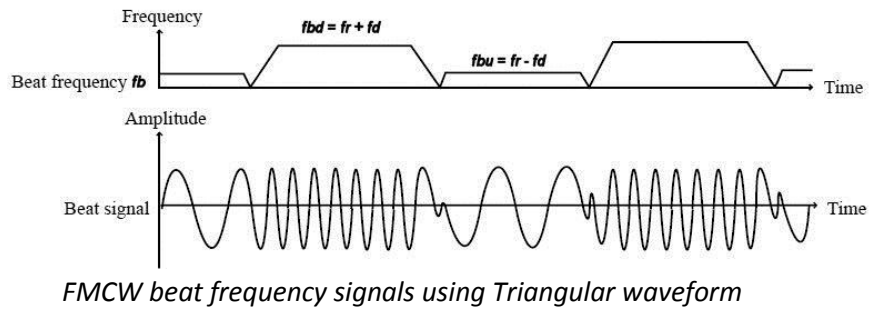 Frequency
fbd = fr + fd
fbu = fr - fd
Beat frequency fb
Time
Amplitude
Beat signal
Time
FMCW beat frequency signals using Triangular waveform